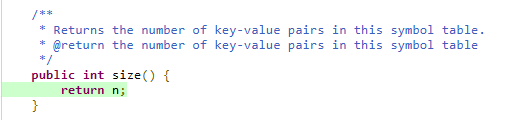 /**
 * Returns the number of key-value pairs in this symbol table.
 * @return the number of key-value pairs in this symbol table
 */
public int size() {
    return n;
}